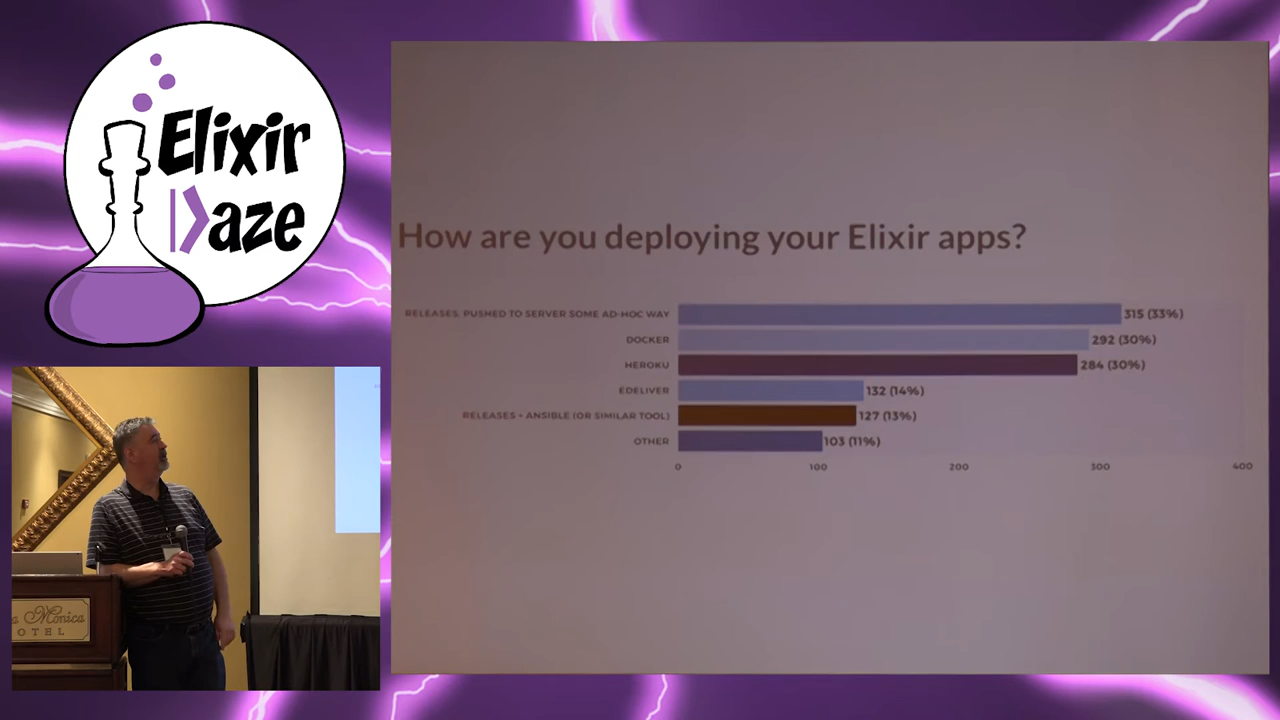 Elixir
Daze
How are you deploying your Elixir apps?
RELEASES, PUSHED TO SERVER SOME AD-HOC WAY 315 (33%)
DOCKER 292 (30%)
HEROKU 284 (30%)
EDELIVER 132 (14%)
RELEASES + ANSIBLE (OR SIMILAR TOOL) 127 (13%)
OTHER 103 (11%)
0 100 200 300 400
a Monica
OTEL